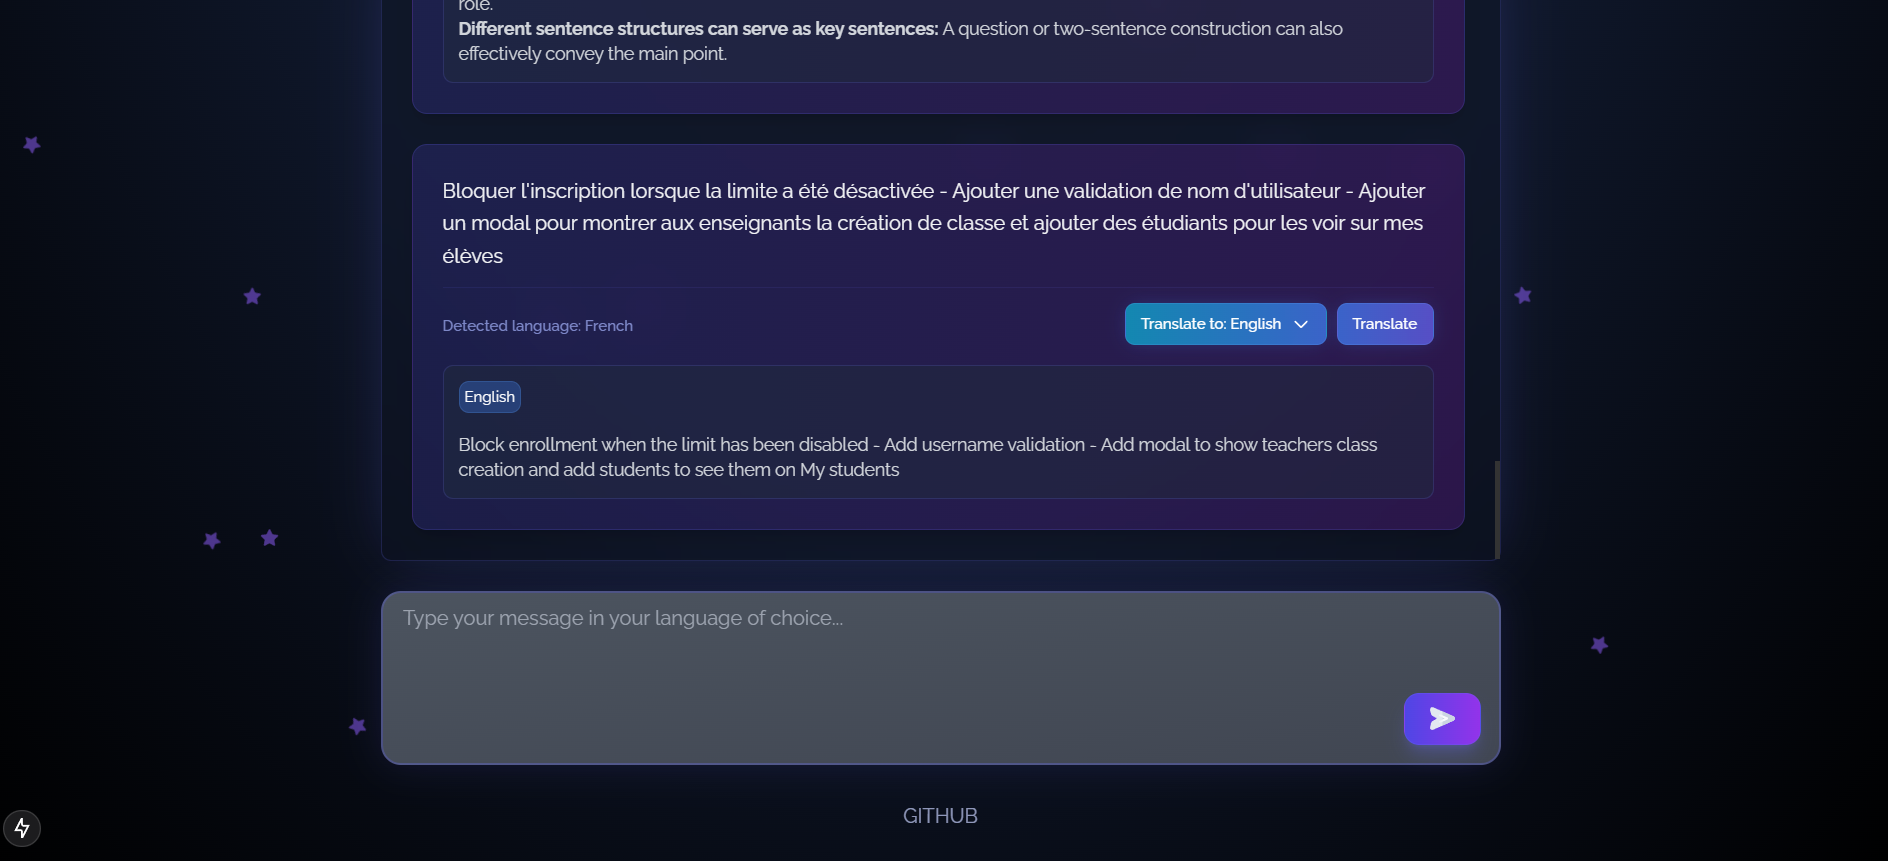 role.
Different sentence structures can serve as key sentences: A question or two-sentence construction can also
effectively convey the main point.
Bloquer l'inscription lorsque la limite a été désactivée - Ajouter une validation de nom d'utilisateur - Ajouter
un modal pour montrer aux enseignants la création de classe et ajouter des étudiants pour les voir sur mes
élèves
Detected language: French
Translate to: English
Translate
English
Block enrollment when the limit has been disabled - Add username validation - Add modal to show teachers class
creation and add students to see them on My students
Type your message in your language of choice...
GITHUB